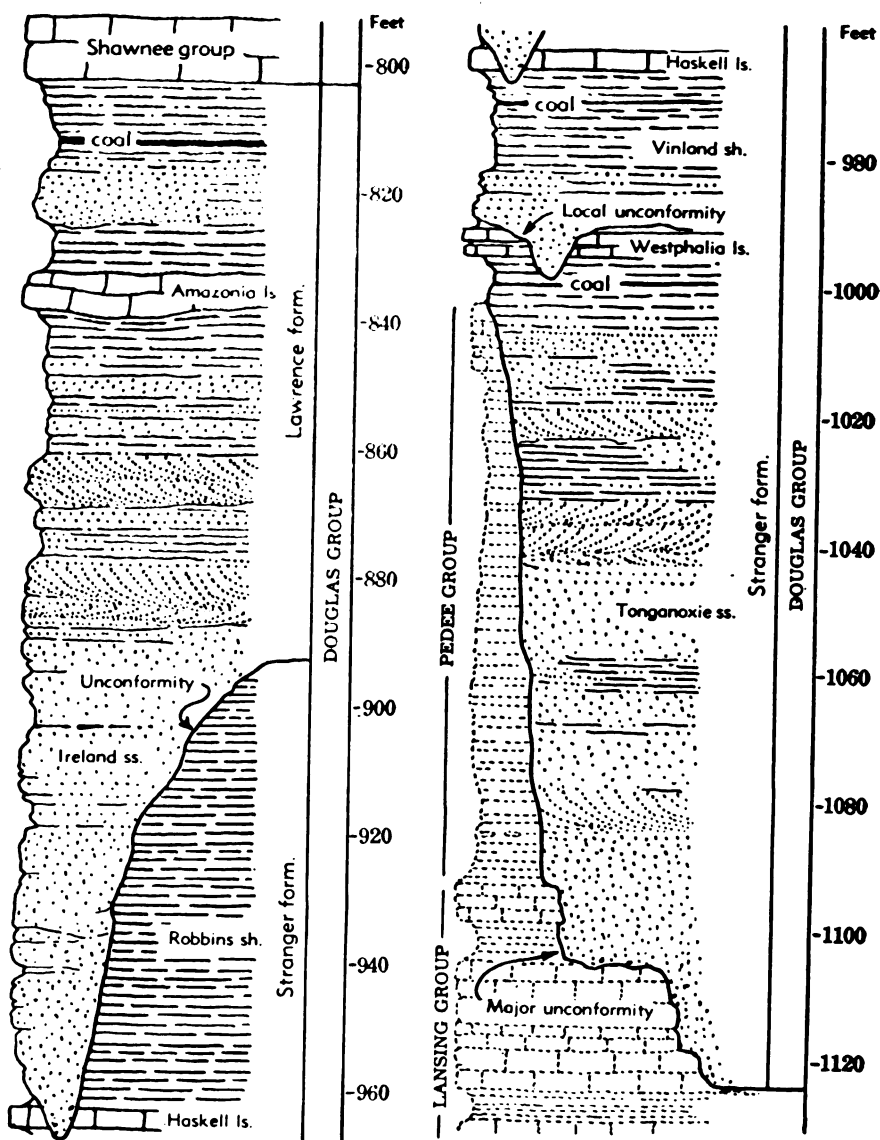 Feet
Shawnee group
-800
coal
-820
Amazonia ls
-840
Lawrence form.
-860
DOUGLAS GROUP
-880
Unconformity
-900
Ireland ss.
-920
Robbins sh.
Stranger form.
-940
-960
Haskell ls.
Feet
Haskell ls.
coal
Vinland sh.
-980
Local unconformity
Westphalia ls.
coal
-1000
-1020
Stranger form.
DOUGLAS GROUP
-1040
PEDEE GROUP
Tonganoxie ss.
-1060
-1080
-1100
LANSING GROUP
Major unconformity
-1120